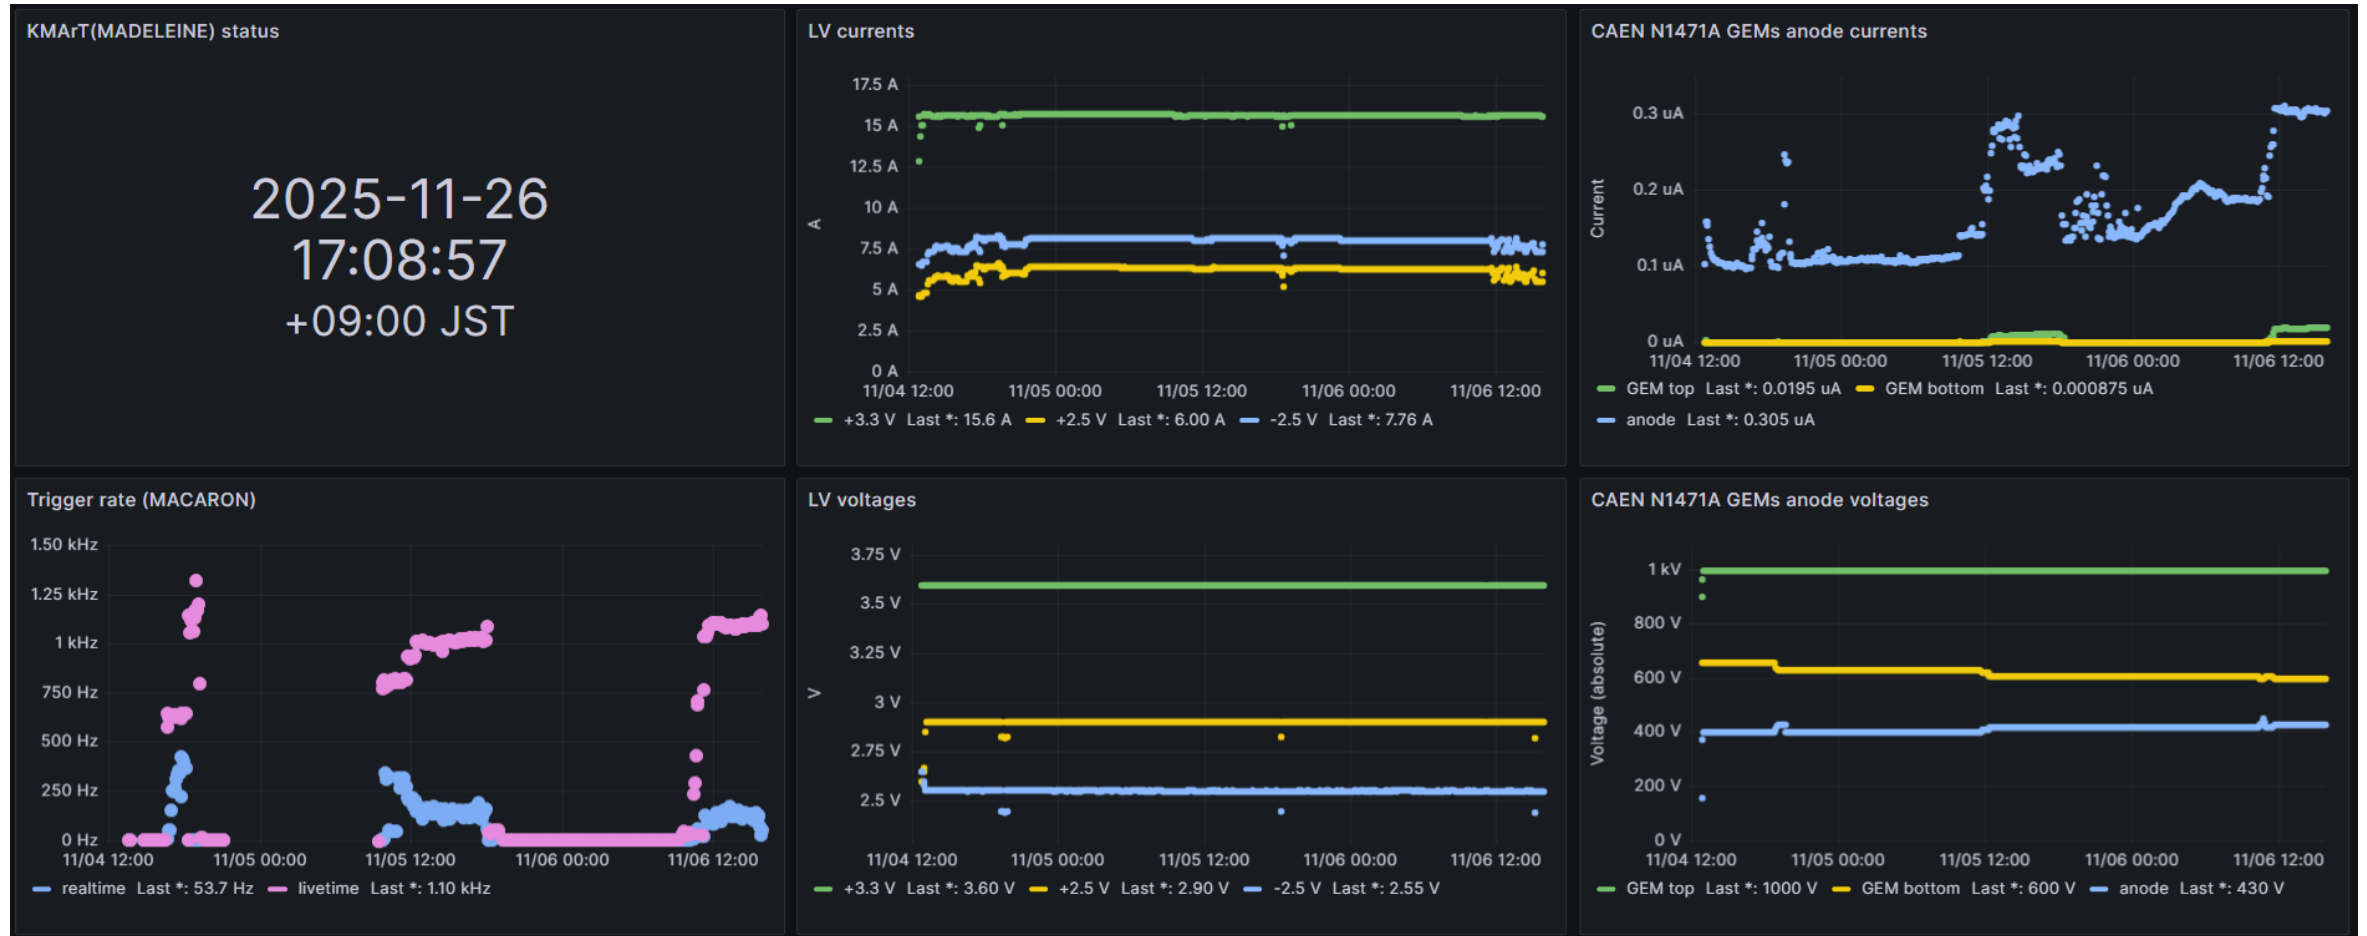 KMArT(MADELEINE) status
2025-11-26
17:08:57
+09:00 JST
LV currents
17.5 A
15 A
12.5 A
10 A
7.5 A
5 A
2.5 A
0 A
A
11/04 12:00 11/05 00:00 11/05 12:00 11/06 00:00 11/06 12:00
+3.3 V Last *: 15.6 A +2.5 V Last *: 6.00 A -2.5 V Last *: 7.76 A
CAEN N1471A GEMs anode currents
0.3 uA
0.2 uA
0.1 uA
0 uA
Current
11/04 12:00 11/05 00:00 11/05 12:00 11/06 00:00 11/06 12:00
GEM top Last *: 0.0195 uA GEM bottom Last *: 0.000875 uA
anode Last *: 0.305 uA
Trigger rate (MACARON)
1.50 kHz
1.25 kHz
1 kHz
750 Hz
500 Hz
250 Hz
0 Hz
11/04 12:00 11/05 00:00 11/05 12:00 11/06 00:00 11/06 12:00
realtime Last *: 53.7 Hz livetime Last *: 1.10 kHz
LV voltages
3.75 V
3.5 V
3.25 V
3 V
2.75 V
2.5 V
V
11/04 12:00 11/05 00:00 11/05 12:00 11/06 00:00 11/06 12:00
+3.3 V Last *: 3.60 V +2.5 V Last *: 2.90 V -2.5 V Last *: 2.55 V
CAEN N1471A GEMs anode voltages
1 kV
800 V
600 V
400 V
200 V
0 V
Voltage (absolute)
11/04 12:00 11/05 00:00 11/05 12:00 11/06 00:00 11/06 12:00
GEM top Last *: 1000 V GEM bottom Last *: 600 V anode Last *: 430 V